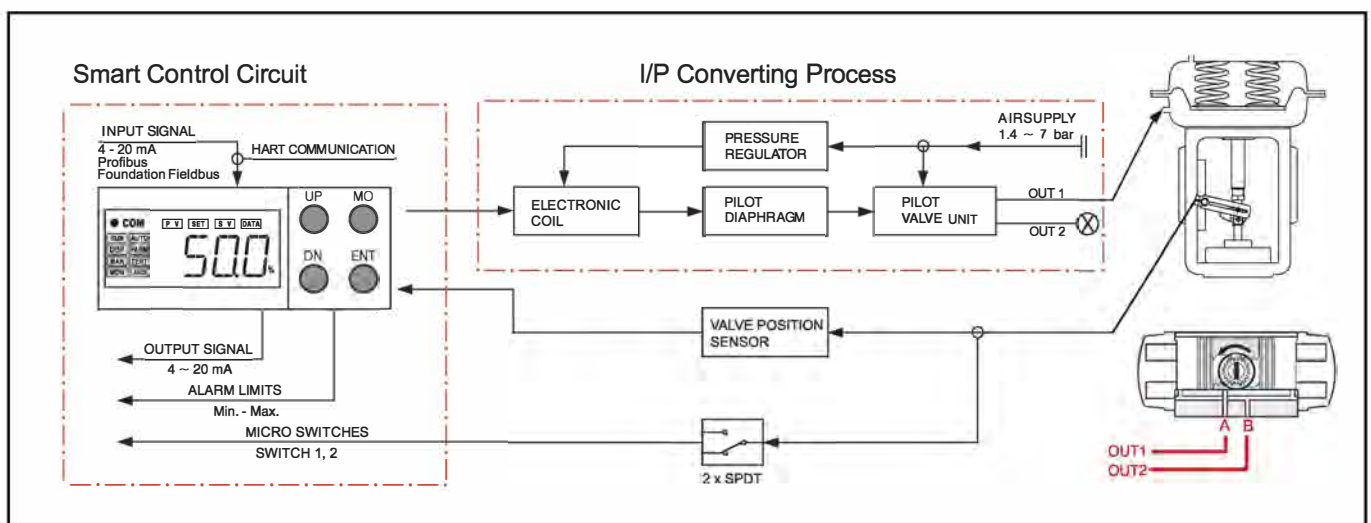 Smart Control Circuit
I/P Converting Process
INPUT SIGNAL
4 - 20 mA
Profibus
Foundation Fieldbus
HART COMMUNICATION
UP MO
COM
P V SET S V DATA
50.0%
DN ENT
OUTPUT SIGNAL
4 ~ 20 mA
ALARM LIMITS
Min. - Max.
MICRO SWITCHES
SWITCH 1, 2
PRESSURE
REGULATOR
AIRSUPPLY
1.4 ~ 7 bar
ELECTRONIC
COIL
PILOT
DIAPHRAGM
PILOT
VALVE UNIT
OUT 1
OUT 2
VALVE POSITION
SENSOR
2 x SPDT
A B
OUT1
OUT2